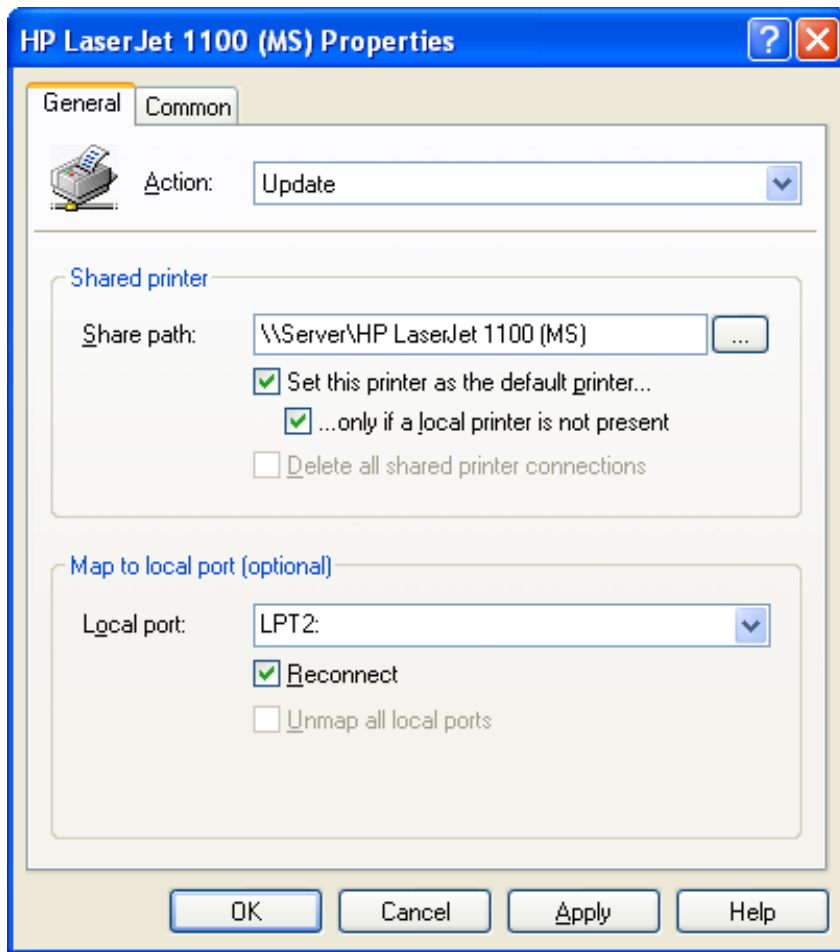 HP LaserJet 1100 (MS) Properties
General Common
Action: Update
Shared printer
Share path: \\Server\HP LaserJet 1100 (MS) ...
Set this printer as the default printer...
...only if a local printer is not present
Delete all shared printer connections
Map to local port (optional)
Local port: LPT2:
Reconnect
Unmap all local ports
OK Cancel Apply Help